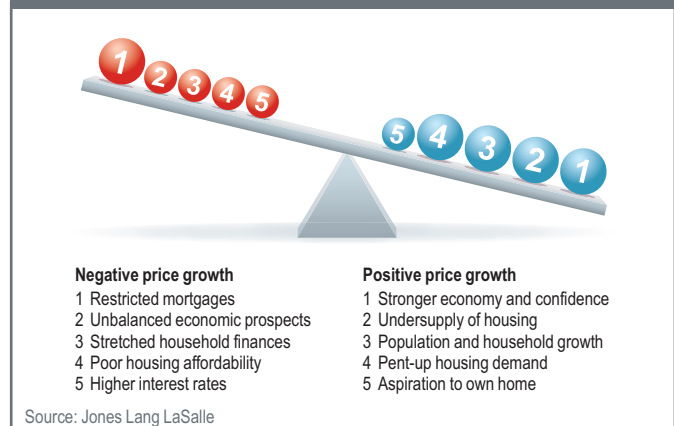 1 2 3 4 5
5 4 3 2 1
Negative price growth
1 Restricted mortgages
2 Unbalanced economic prospects
3 Stretched household finances
4 Poor housing affordability
5 Higher interest rates
Positive price growth
1 Stronger economy and confidence
2 Undersupply of housing
3 Population and household growth
4 Pent-up housing demand
5 Aspiration to own home
Source: Jones Lang LaSalle